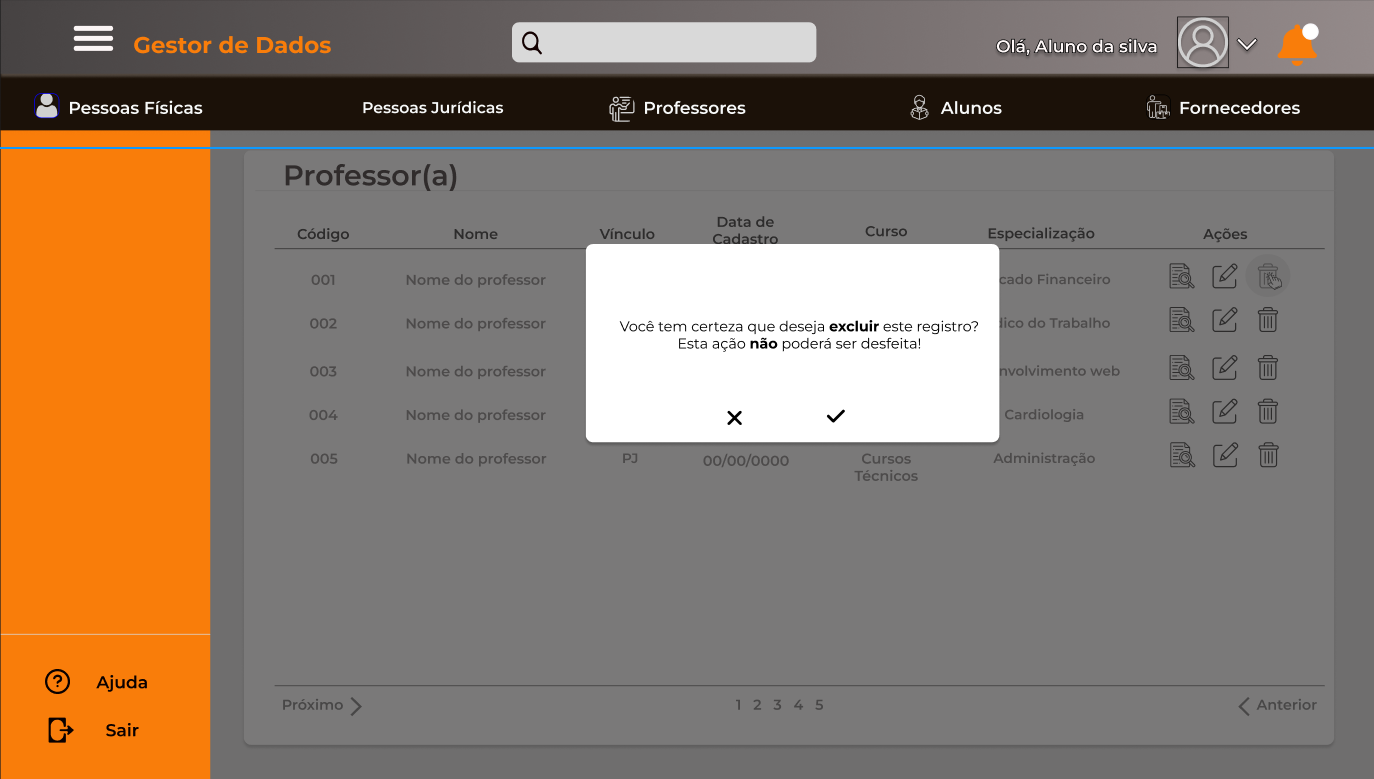 Gestor de Dados
Olá, Aluno da silva
Pessoas Físicas Pessoas Jurídicas Professores Alunos Fornecedores
Professor(a)
Código Nome Vínculo Data de Cadastro Curso Especialização Ações
001 Nome do professor Financeiro
002 Nome do professor do Trabalho
Você tem certeza que deseja excluir este registro?
Esta ação não poderá ser desfeita!
003 Nome do professor web
004 Nome do professor Cardiologia
005 Nome do professor PJ 00/00/0000 Cursos Técnicos Administração
Próximo 1 2 3 4 5 Anterior
Ajuda
Sair